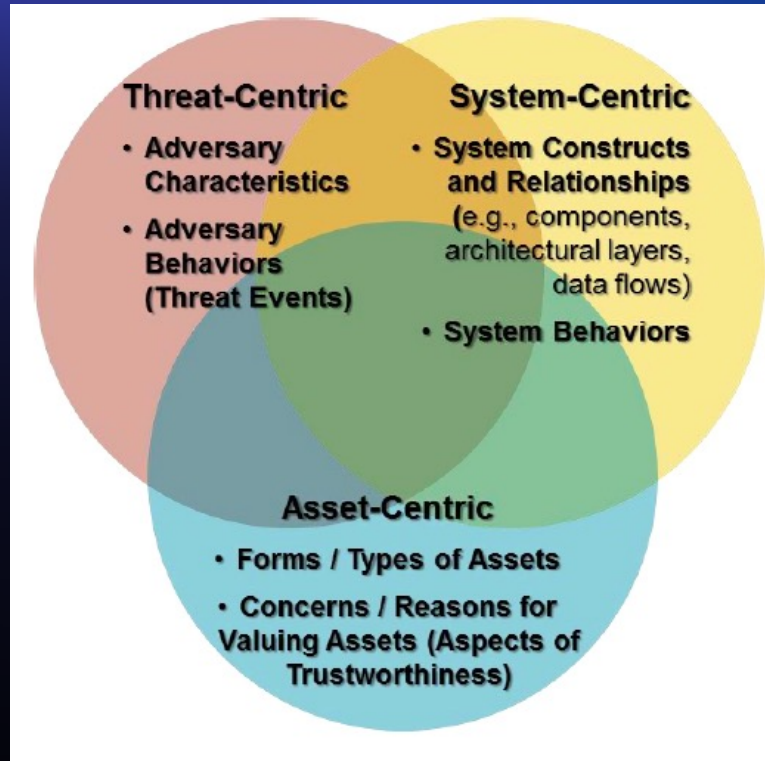 Threat-Centric
• Adversary
Characteristics
• Adversary
Behaviors
(Threat Events)
System-Centric
• System Constructs
and Relationships
(e.g., components,
architectural layers,
data flows)
• System Behaviors
Asset-Centric
• Forms / Types of Assets
• Concerns / Reasons for
Valuing Assets (Aspects of
Trustworthiness)